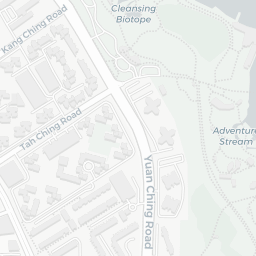 Cleansing
Biotope
Kang Ching Road
Tah Ching Road
Adventure
Stream
Yuan Ching Road